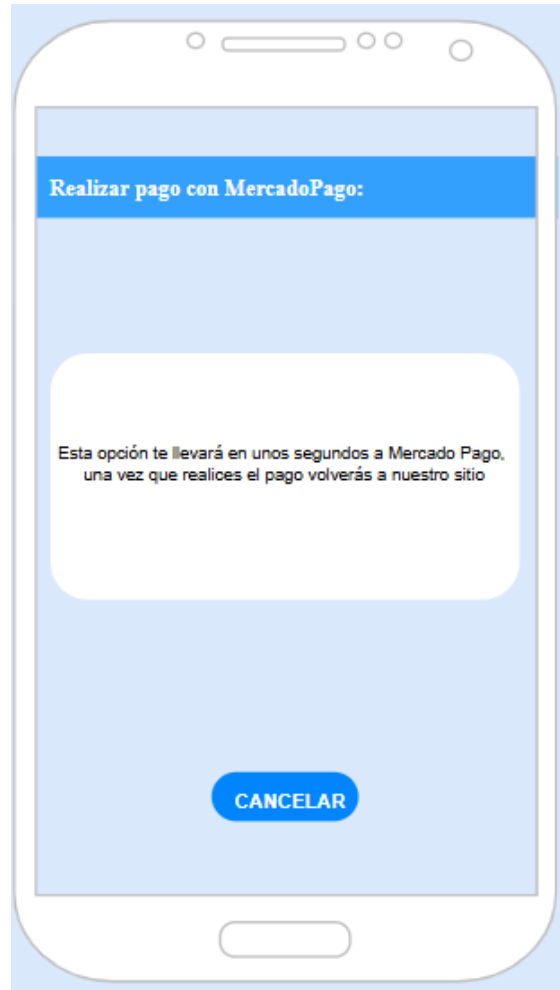 Realizar pago con MercadoPago:
Esta opción te llevará en unos segundos a Mercado Pago,
una vez que realices el pago volverás a nuestro sitio
CANCELAR